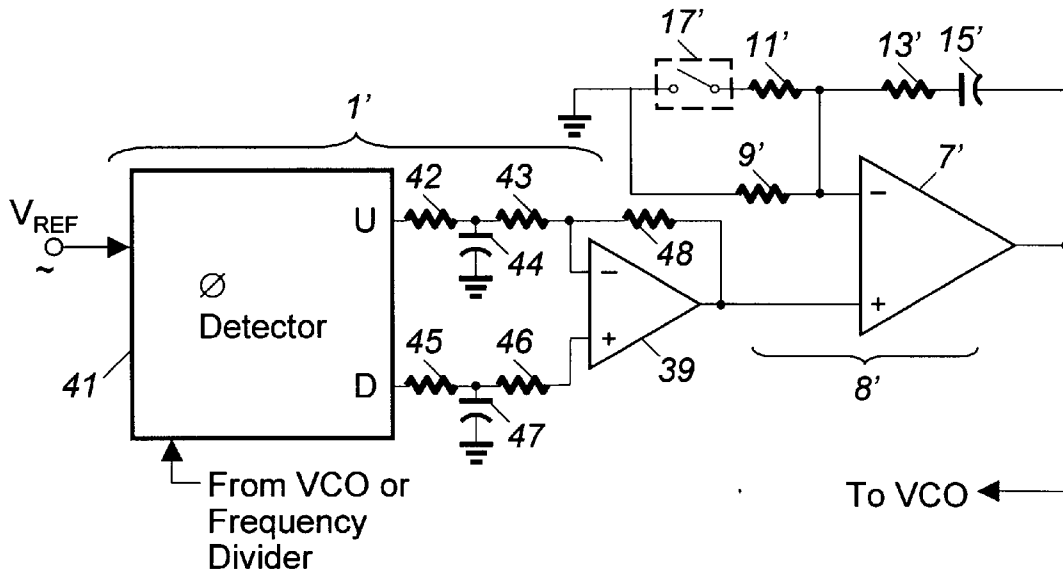 17’
11’
13’
15’
1’
9’
7’
42
43
VREF
~
U
44
48
−
+
Ø
Detector
−
+
39
45
46
8’
41
D
47
From VCO or
Frequency
Divider
To VCO